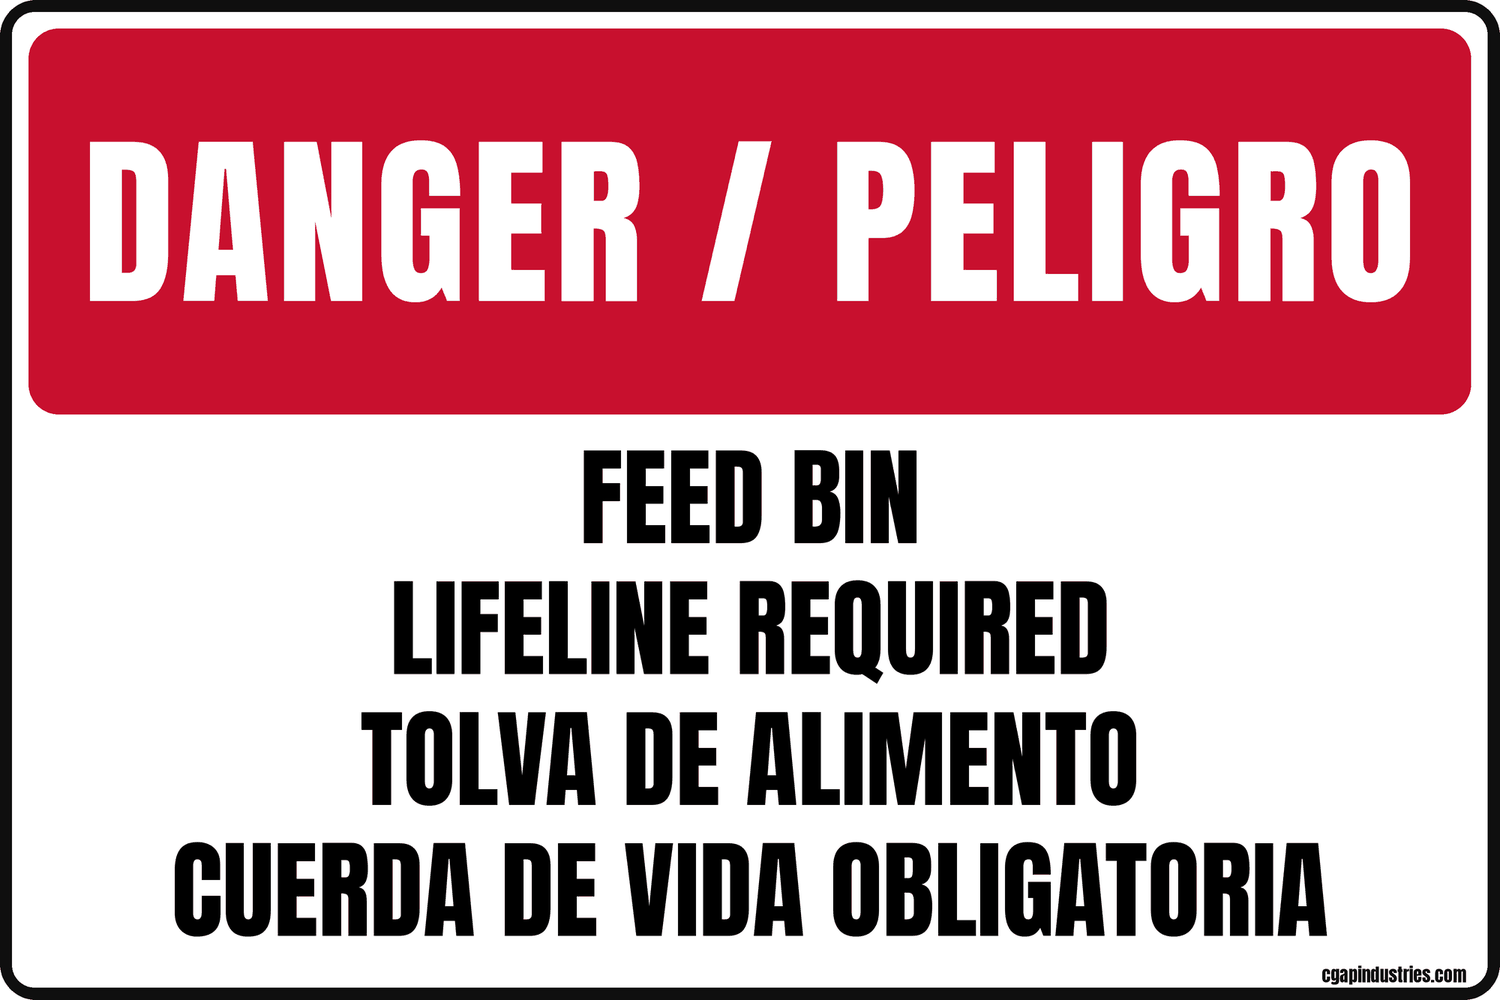 DANGER / PELIGRO
FEED BIN
LIFELINE REQUIRED
TOLVA DE ALIMENTO
CUERDA DE VIDA OBLIGATORIA
cgapindustries.com